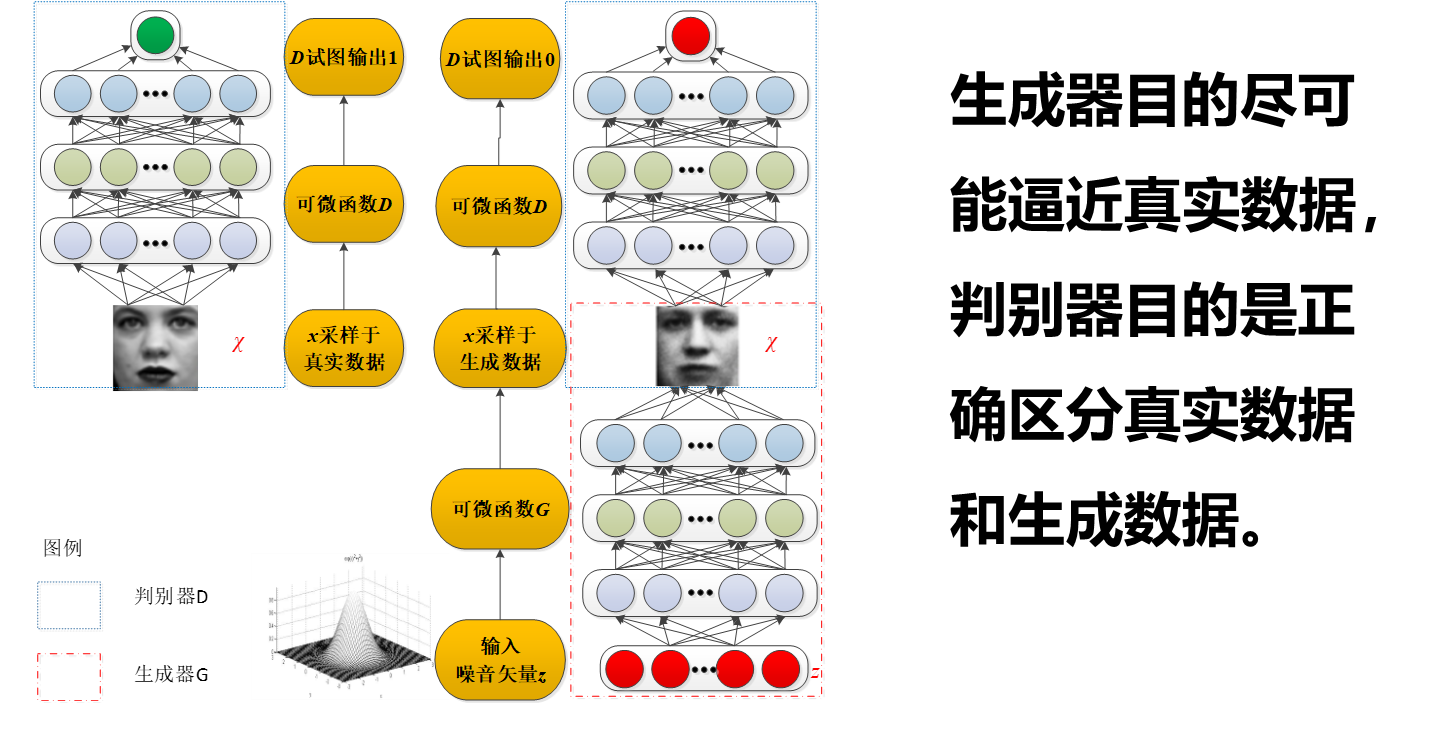 D试图输出1
D试图输出0
可微函数D
可微函数D
x采样于
真实数据
χ
x采样于
生成数据
χ
可微函数G
输入
噪音矢量z
z
图例
判别器D
生成器G
生成器目的尽可
能逼近真实数据，
判别器目的是正
确区分真实数据
和生成数据。